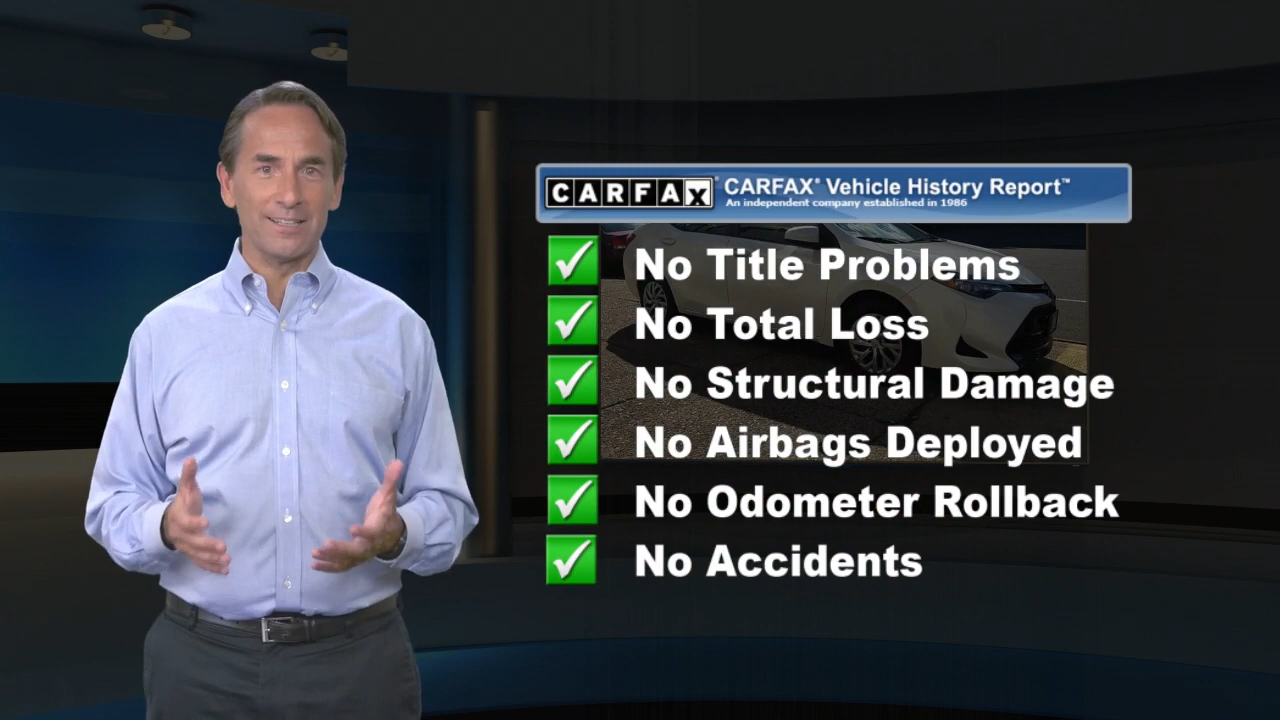 CARFAX® CARFAX® Vehicle History Report™
An independent company established in 1986
No Title Problems
No Total Loss
No Structural Damage
No Airbags Deployed
No Odometer Rollback
No Accidents